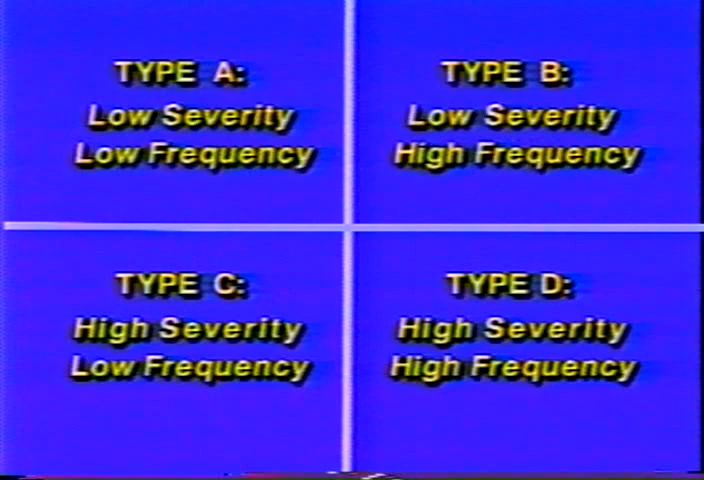 TYPE A:
Low Severity
Low Frequency
TYPE B:
Low Severity
High Frequency
TYPE C:
High Severity
Low Frequency
TYPE D:
High Severity
High Frequency